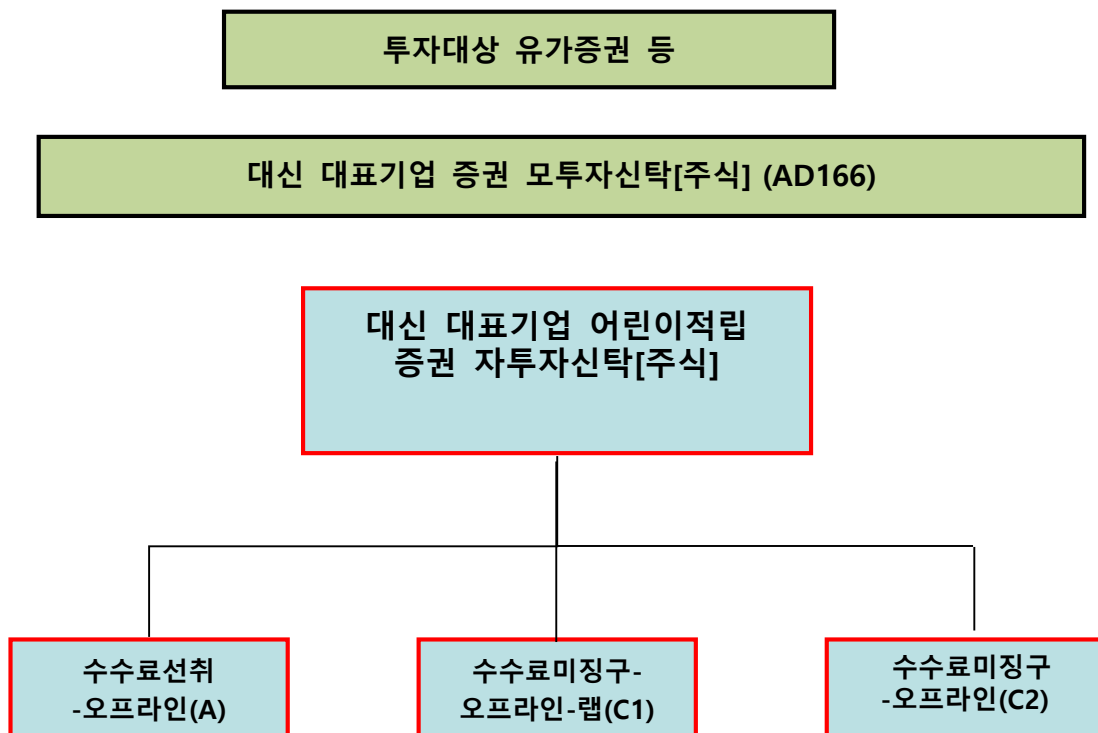 투자대상 유가증권 등
대신 대표기업 증권 모투자신탁[주식] (AD166)
대신 대표기업 어린이적립
증권 자투자신탁[주식]
수수료선취
-오프라인(A)
수수료미징구-
오프라인-랩(C1)
수수료미징구
-오프라인(C2)